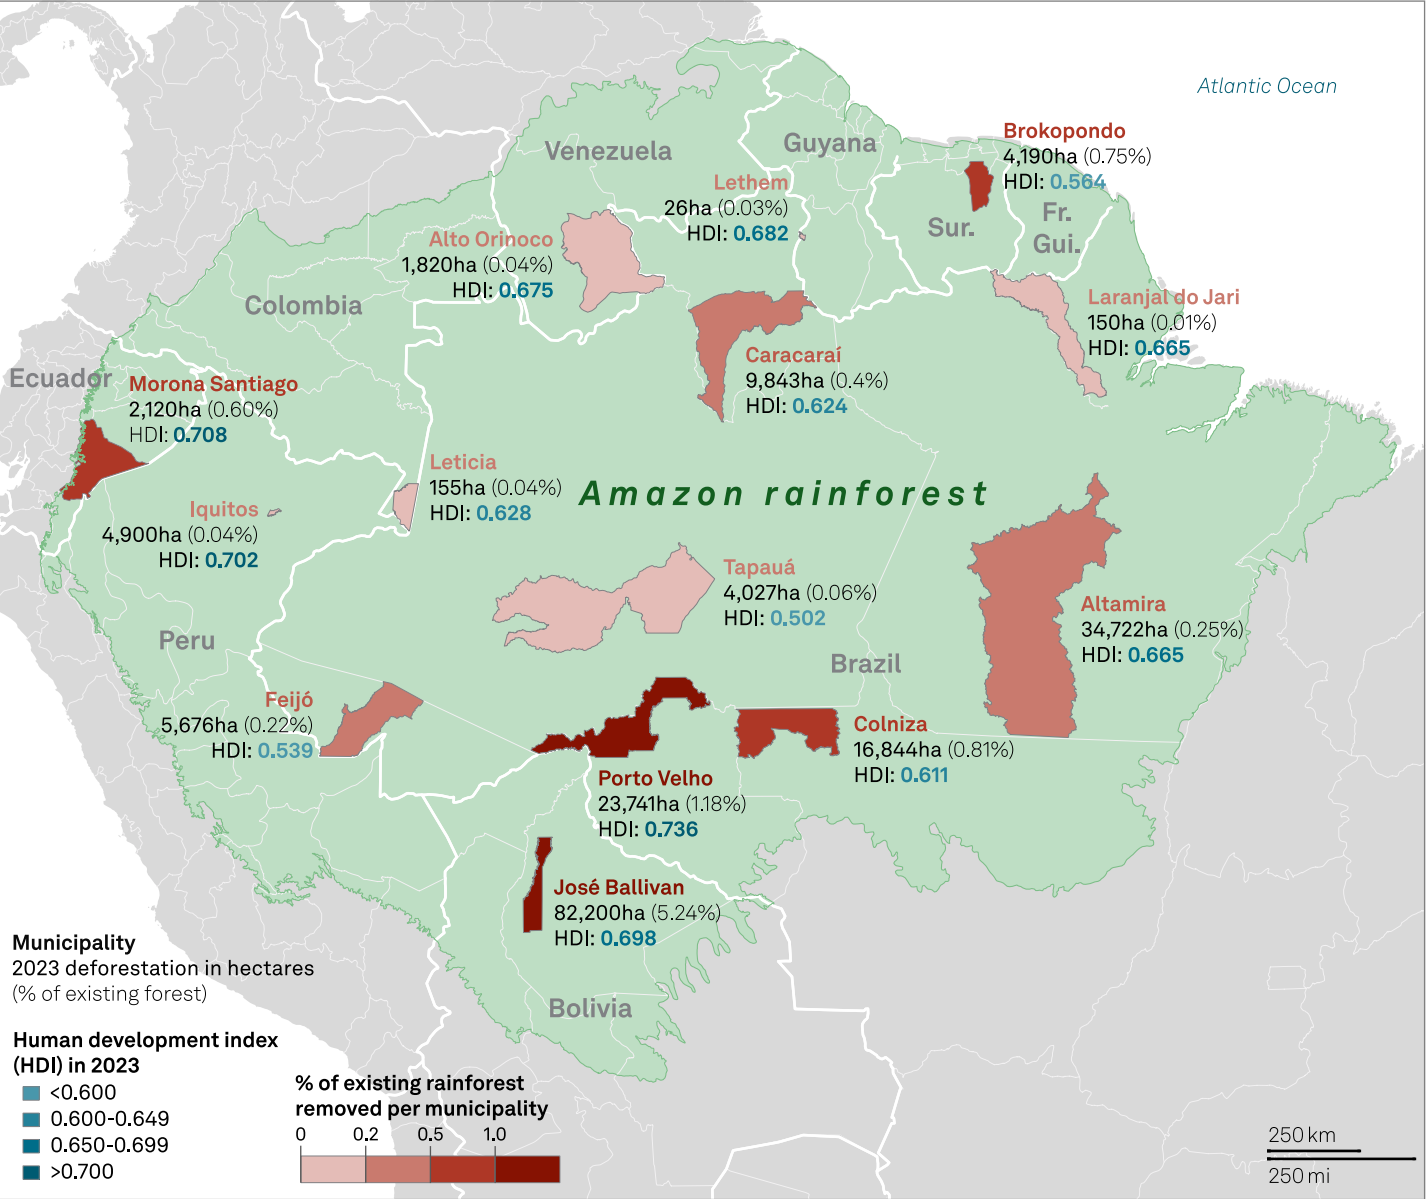 Atlantic Ocean
Brokopondo
4,190ha (0.75%)
HDI: 0.564
Venezuela
Guyana
Lethem
26ha (0.03%)
HDI: 0.682
Sur.
Fr.
Gui.
Alto Orinoco
1,820ha (0.04%)
HDI: 0.675
Colombia
Laranjal do Jari
150ha (0.01%)
HDI: 0.665
Caracaraí
9,843ha (0.4%)
HDI: 0.624
Ecuador
Morona Santiago
2,120ha (0.60%)
HDI: 0.708
Leticia
155ha (0.04%)
HDI: 0.628
Amazon rainforest
Iquitos
4,900ha (0.04%)
HDI: 0.702
Tapauá
4,027ha (0.06%)
HDI: 0.502
Altamira
34,722ha (0.25%)
HDI: 0.665
Peru
Brazil
Feijó
5,676ha (0.22%)
HDI: 0.539
Colniza
16,844ha (0.81%)
HDI: 0.611
Porto Velho
23,741ha (1.18%)
HDI: 0.736
José Ballivan
82,200ha (5.24%)
HDI: 0.698
Bolivia
Municipality
2023 deforestation in hectares
(% of existing forest)
Human development index
(HDI) in 2023
<0.600
0.600-0.649
0.650-0.699
>0.700
% of existing rainforest
removed per municipality
0 0.2 0.5 1.0
250 km
250 mi